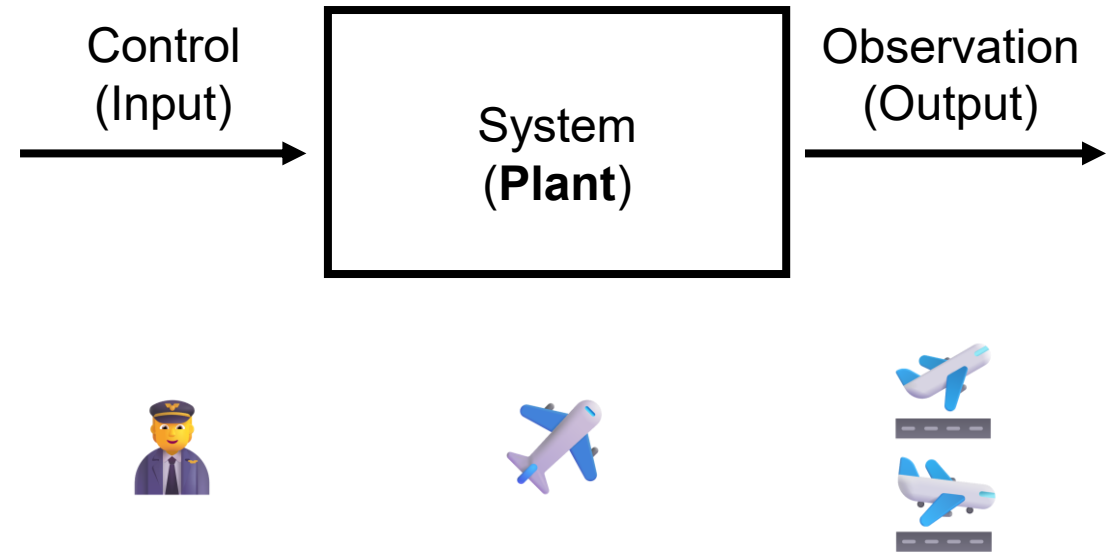 Control
(Input)
System
(Plant)
Observation
(Output)